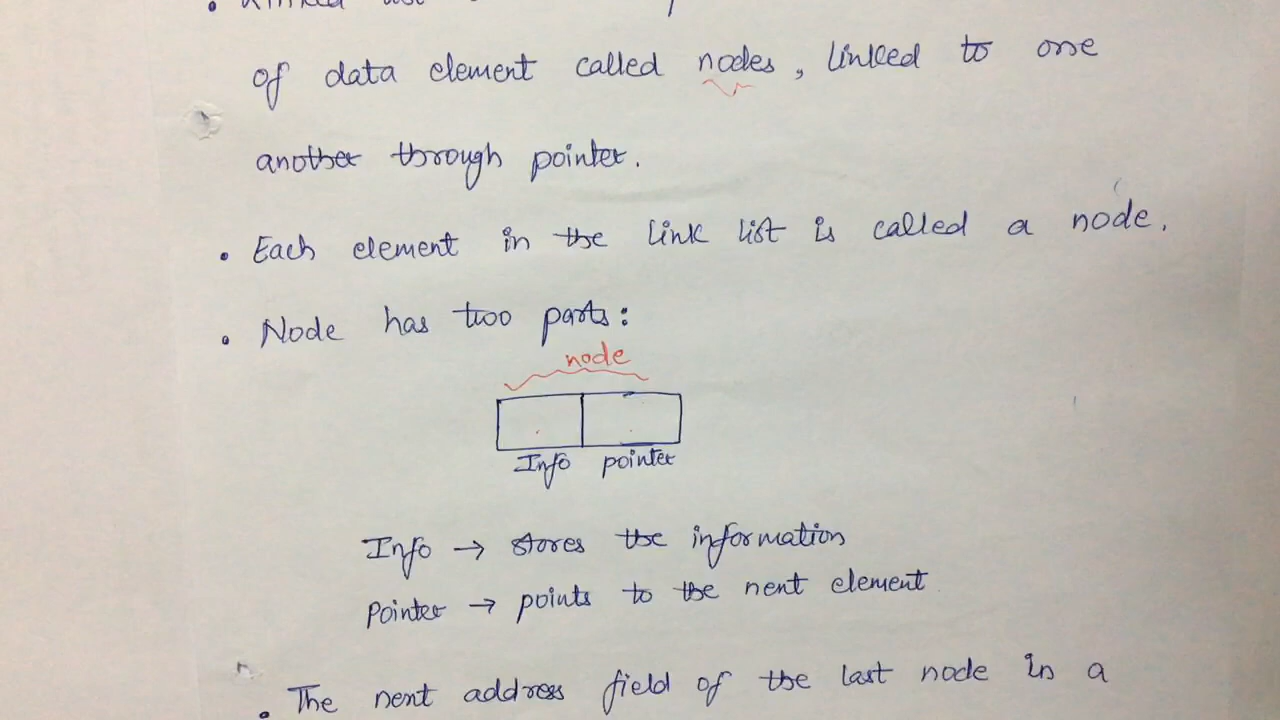 of data element called nodes, linked to one
another through pointer.
• Each element in the link list is called a node.
• Node has two parts:
node
Info pointer
Info → stores the information
Pointer → points to the next element
• The next address field of the last node in a